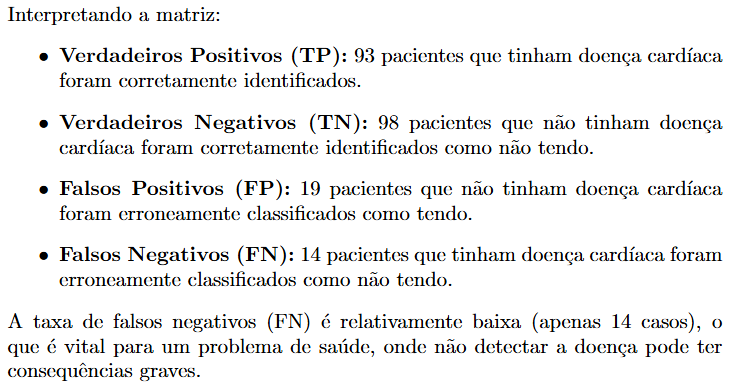 Interpretando a matriz:
• Verdadeiros Positivos (TP): 93 pacientes que tinham doença cardíaca
foram corretamente identificados.
• Verdadeiros Negativos (TN): 98 pacientes que não tinham doença
cardíaca foram corretamente identificados como não tendo.
• Falsos Positivos (FP): 19 pacientes que não tinham doença cardíaca
foram erroneamente classificados como tendo.
• Falsos Negativos (FN): 14 pacientes que tinham doença cardíaca foram
erroneamente classificados como não tendo.
A taxa de falsos negativos (FN) é relativamente baixa (apenas 14 casos), o
que é vital para um problema de saúde, onde não detectar a doença pode ter
consequências graves.